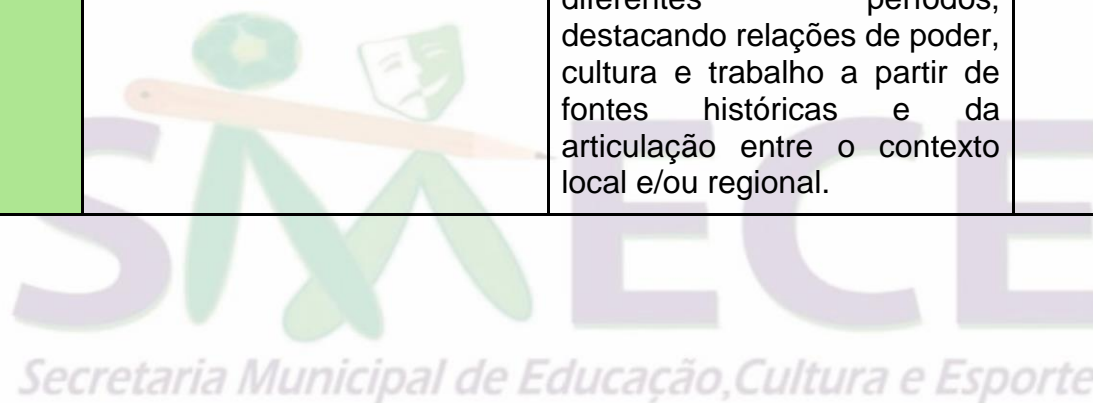 diferentes períodos,
destacando relações de poder,
cultura e trabalho a partir de
fontes históricas e da
articulação entre o contexto
local e/ou regional.
SMECE
Secretaria Municipal de Educação,Cultura e Esporte